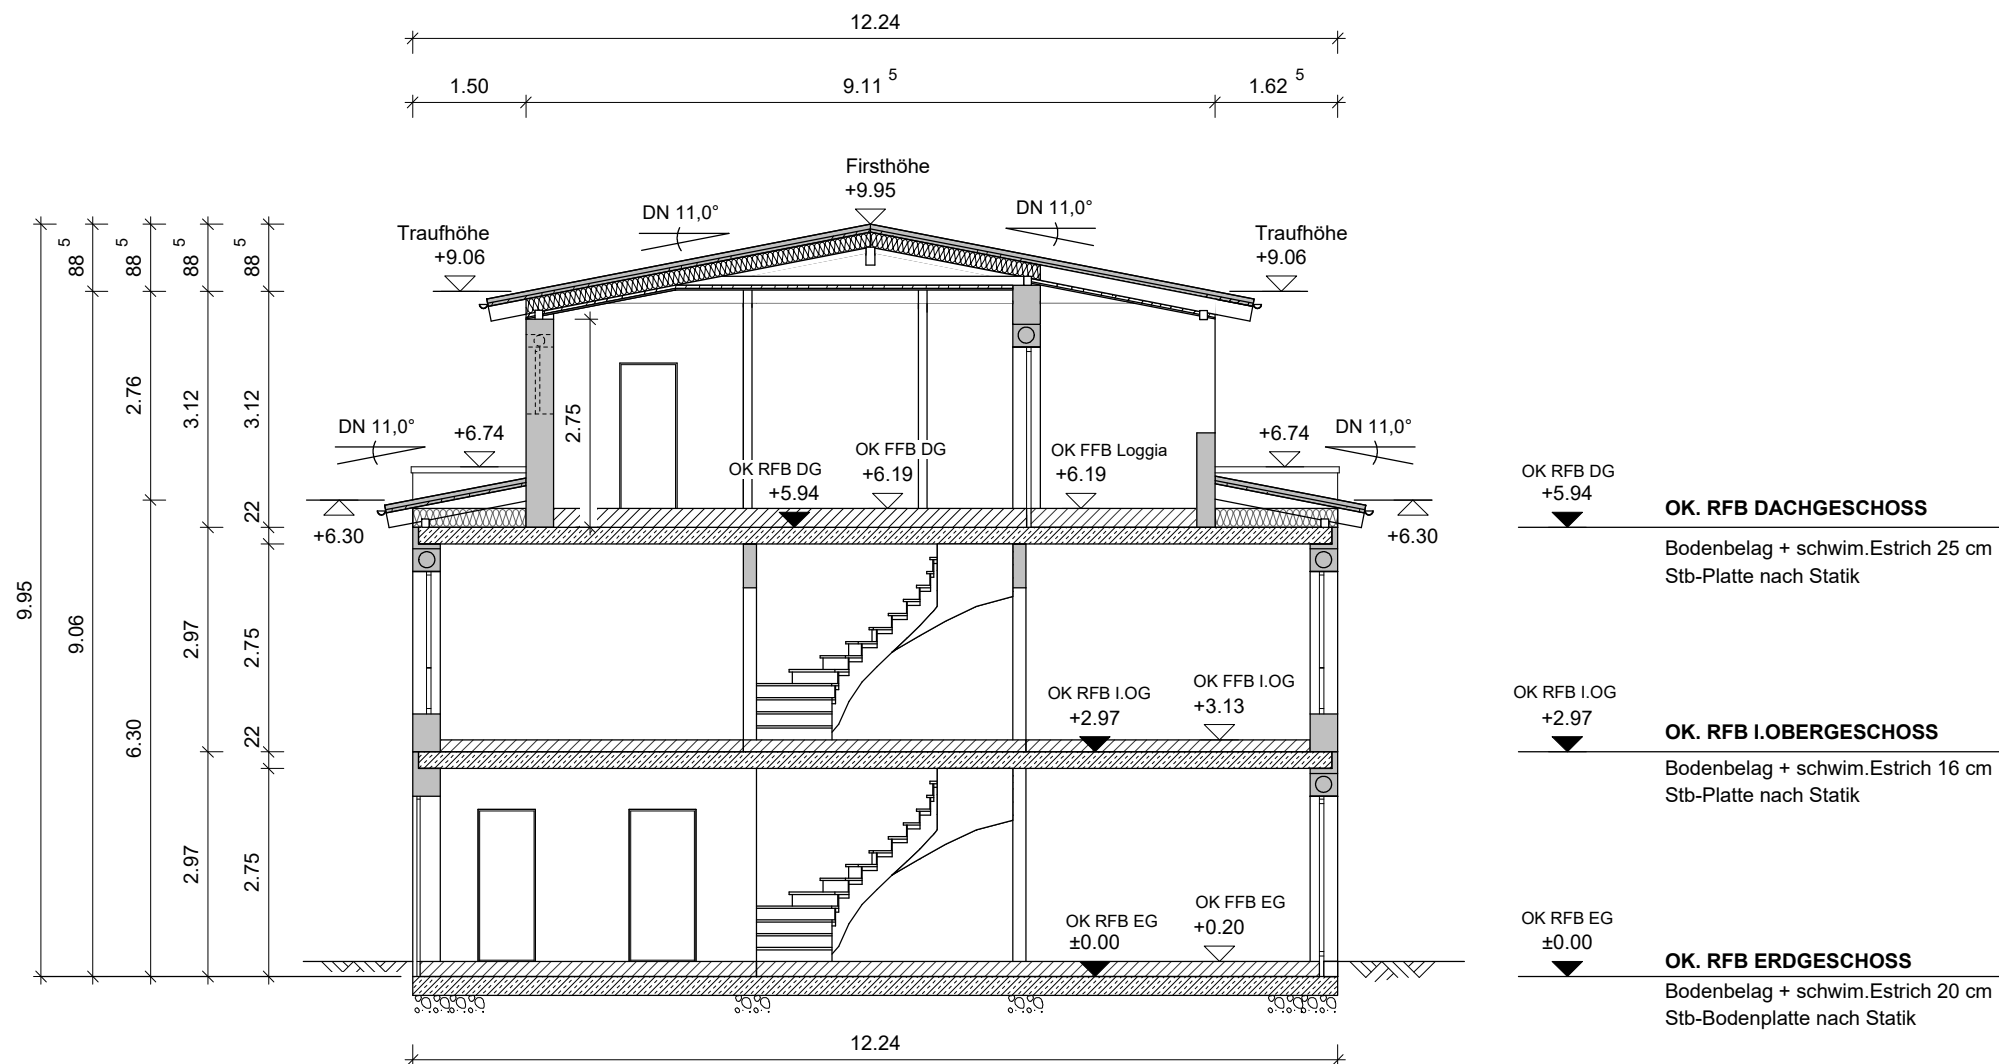 12.24
1.50
9.11 5
1.62 5
Firsthöhe
+9.95
DN 11,0°
DN 11,0°
Traufhöhe
+9.06
Traufhöhe
+9.06
88 5
88 5
88 5
88 5
2.76
3.12
3.12
2.75
DN 11,0°
+6.74
+6.74
DN 11,0°
OK RFB DG
+5.94
OK FFB DG
+6.19
OK FFB Loggia
+6.19
OK RFB DG
+5.94
OK. RFB DACHGESCHOSS
Bodenbelag + schwim.Estrich 25 cm
Stb-Platte nach Statik
22
+6.30
+6.30
9.95
9.06
6.30
2.97
2.75
22
OK RFB I.OG
+2.97
OK FFB I.OG
+3.13
OK RFB I.OG
+2.97
OK. RFB I.OBERGESCHOSS
Bodenbelag + schwim.Estrich 16 cm
Stb-Platte nach Statik
2.97
2.75
OK RFB EG
±0.00
OK FFB EG
+0.20
OK RFB EG
±0.00
OK. RFB ERDGESCHOSS
Bodenbelag + schwim.Estrich 20 cm
Stb-Bodenplatte nach Statik
12.24